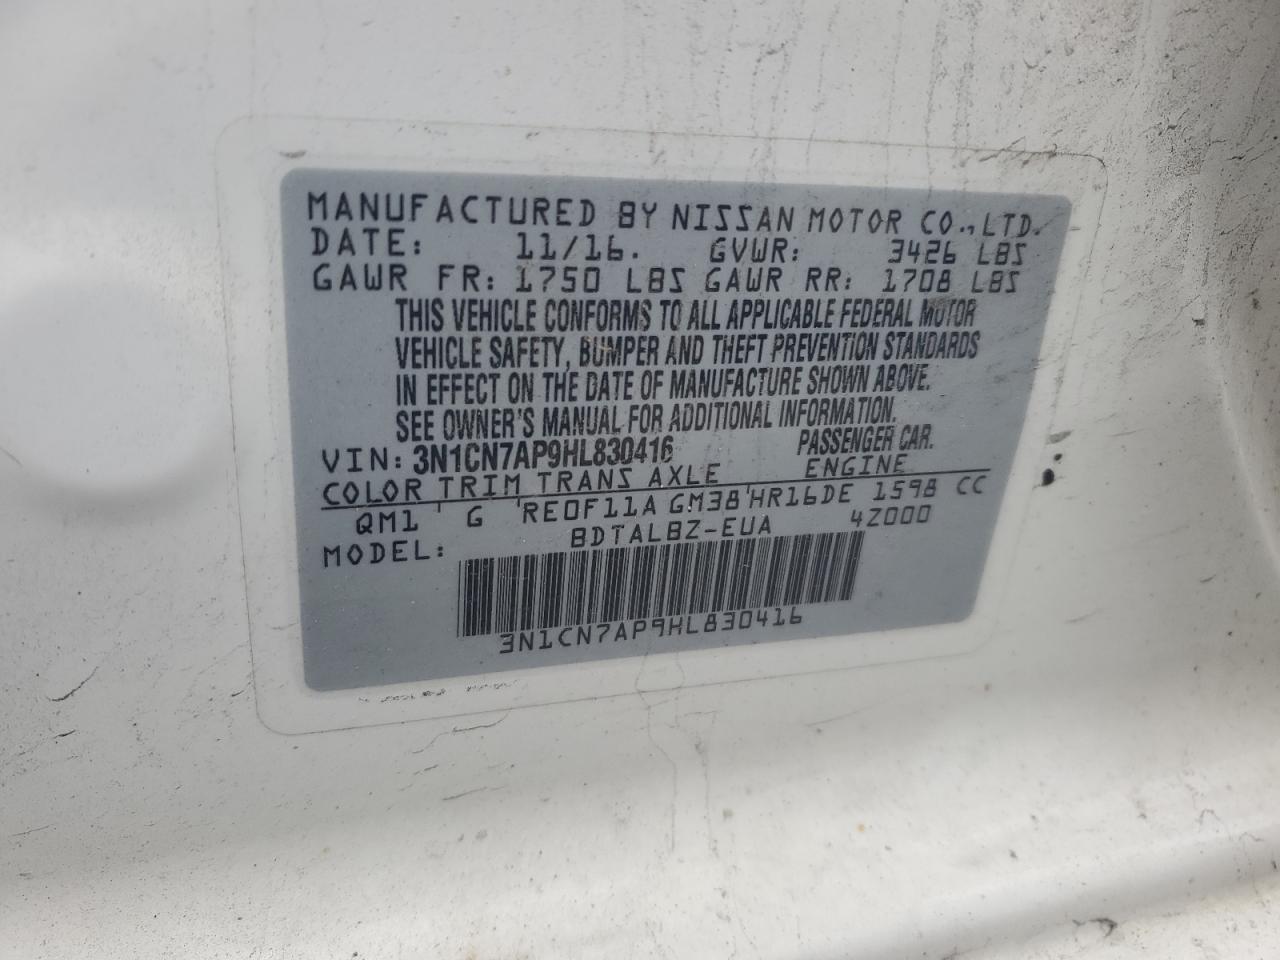 MANUFACTURED BY NISSAN MOTOR CO.,LTD.
DATE: 11/16. GVWR: 3426 LBS
GAWR FR: 1750 LBS GAWR RR: 1708 LBS
THIS VEHICLE CONFORMS TO ALL APPLICABLE FEDERAL MOTOR
VEHICLE SAFETY, BUMPER AND THEFT PREVENTION STANDARDS
IN EFFECT ON THE DATE OF MANUFACTURE SHOWN ABOVE.
SEE OWNER'S MANUAL FOR ADDITIONAL INFORMATION.
VIN: 3N1CN7AP9HL830416 PASSENGER CAR.
COLOR TRIM TRANS AXLE ENGINE
QM1 G RE0F11A GM38 HR16DE 1598 CC
MODEL: BDTALBZ-EUA 4Z000
3N1CN7AP9HL830416